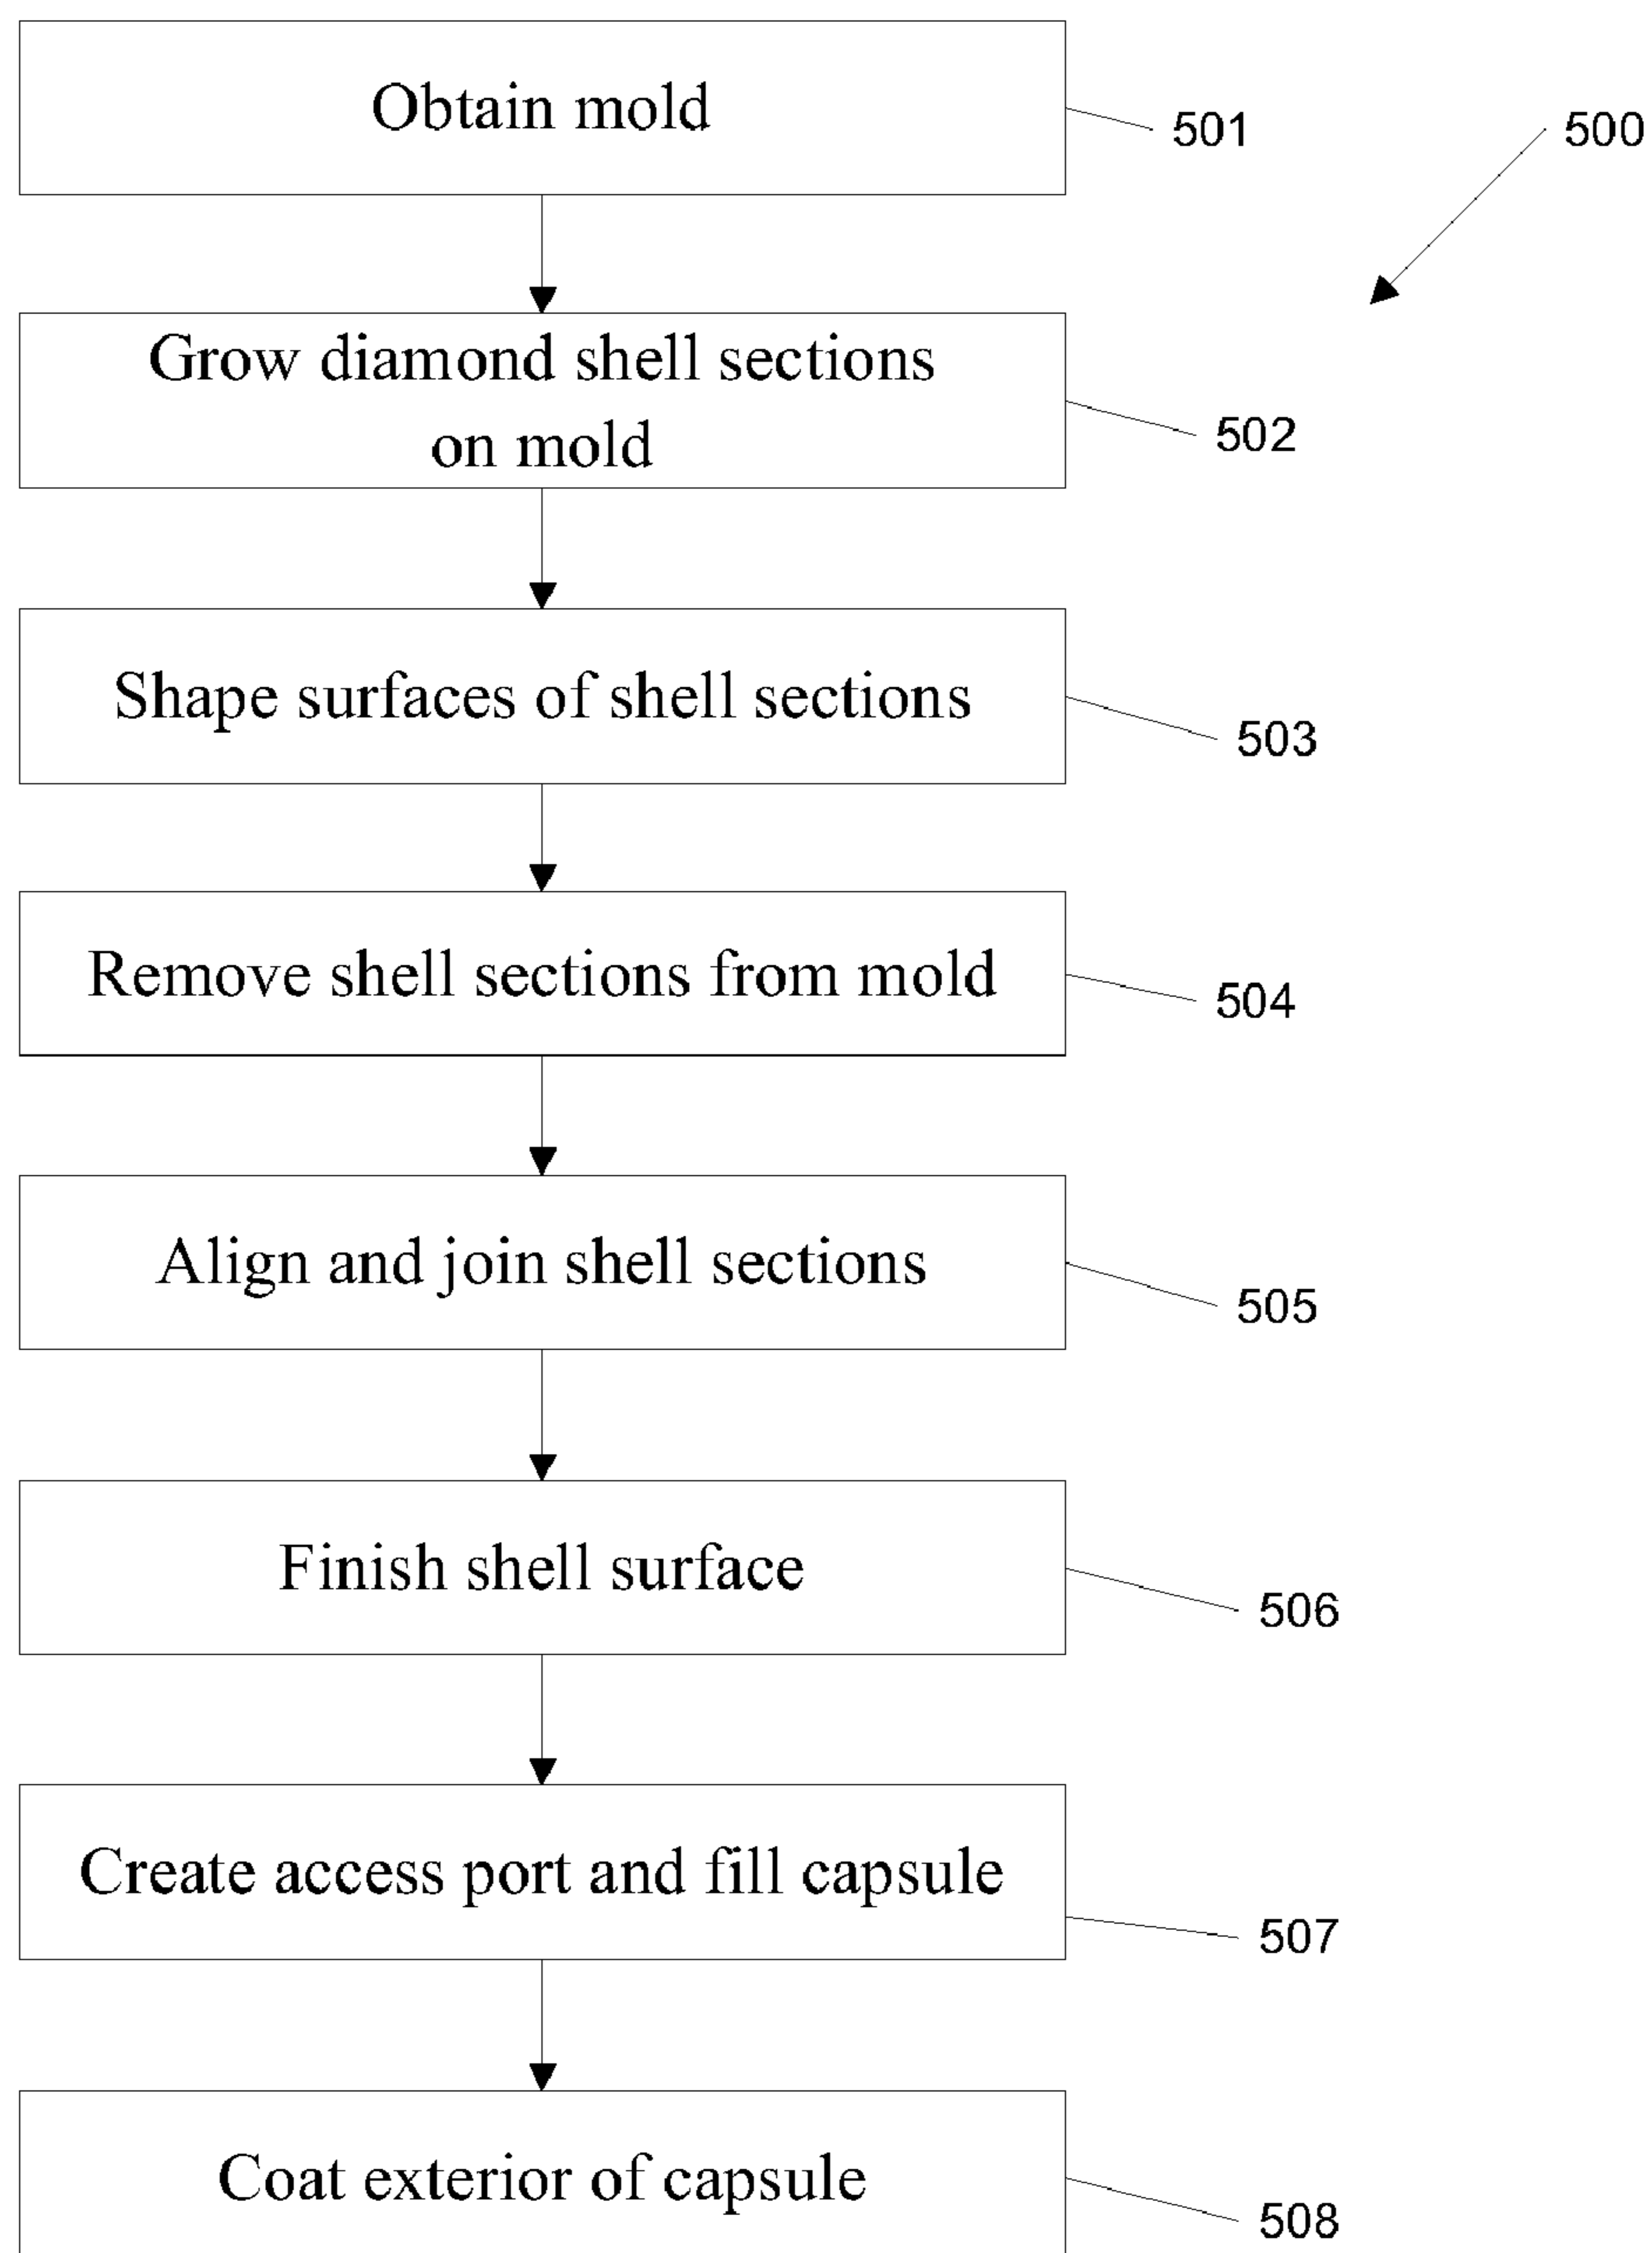 Obtain mold
501
500
Grow diamond shell sections
on mold
502
Shape surfaces of shell sections
503
Remove shell sections from mold
504
Align and join shell sections
505
Finish shell surface
506
Create access port and fill capsule
507
Coat exterior of capsule
508